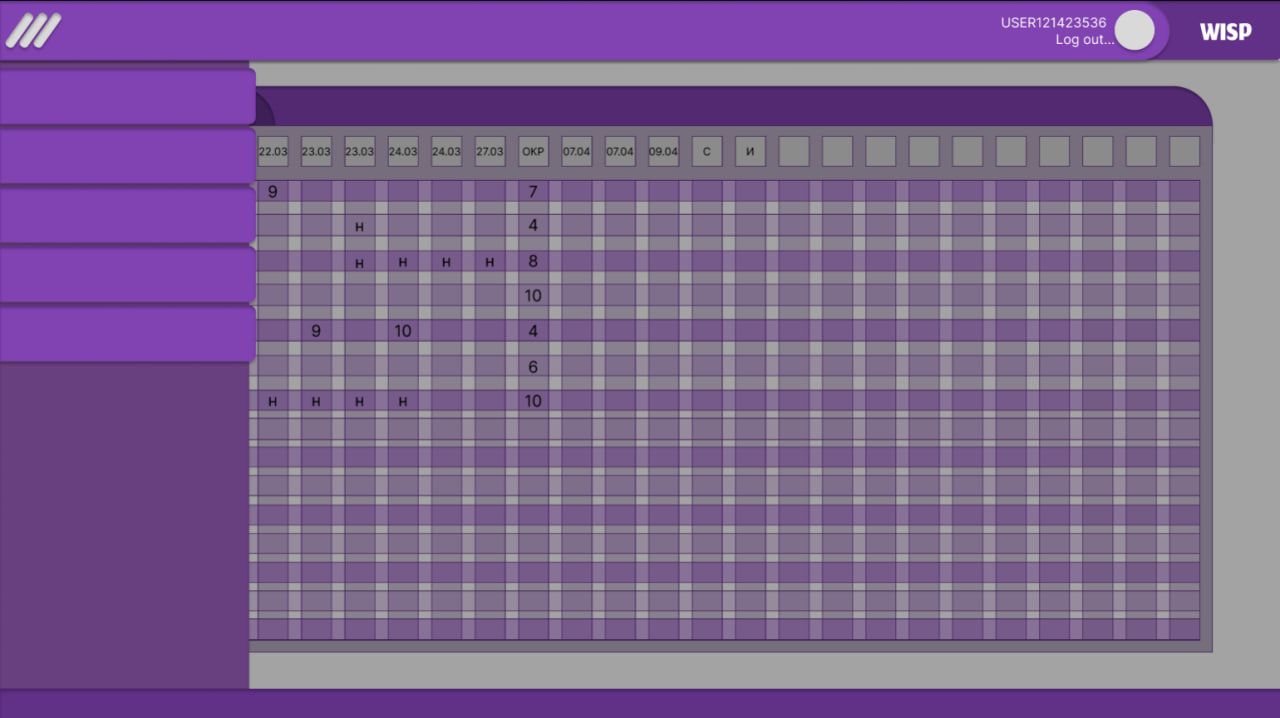 USER121423536
Log out...
WISP
22.03 23.03 23.03 24.03 24.03 27.03 ОКР 07.04 07.04 09.04 С И
9 7
н 4
н н н н 8
10
9 10 4
6
н н н н 10